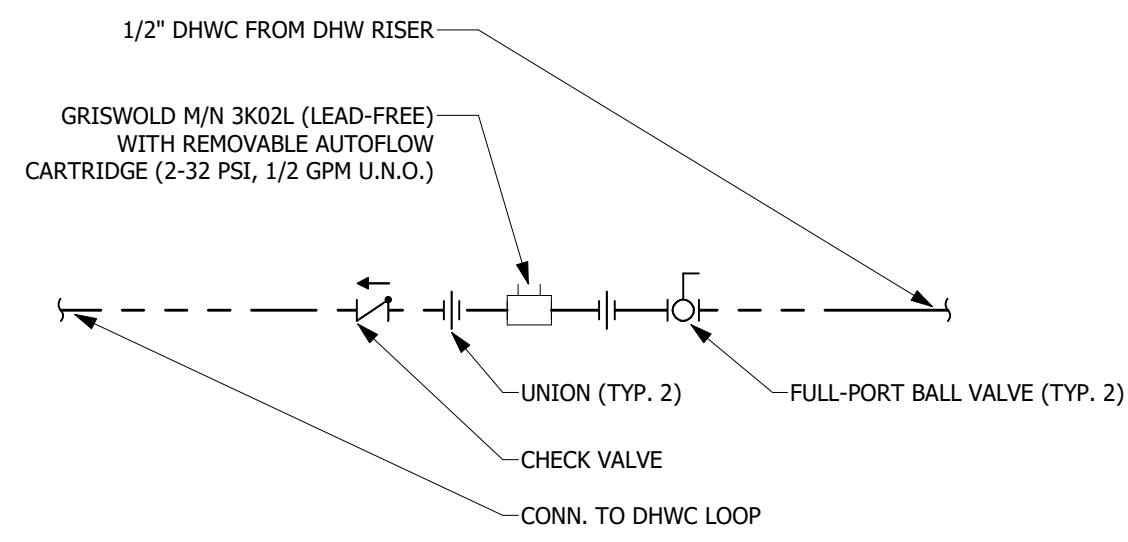 1/2" DHWC FROM DHW RISER
GRISWOLD M/N 3K02L (LEAD-FREE)
WITH REMOVABLE AUTOFLOW
CARTRIDGE (2-32 PSI, 1/2 GPM U.N.O.)
UNION (TYP. 2)
FULL-PORT BALL VALVE (TYP. 2)
CHECK VALVE
CONN. TO DHWC LOOP